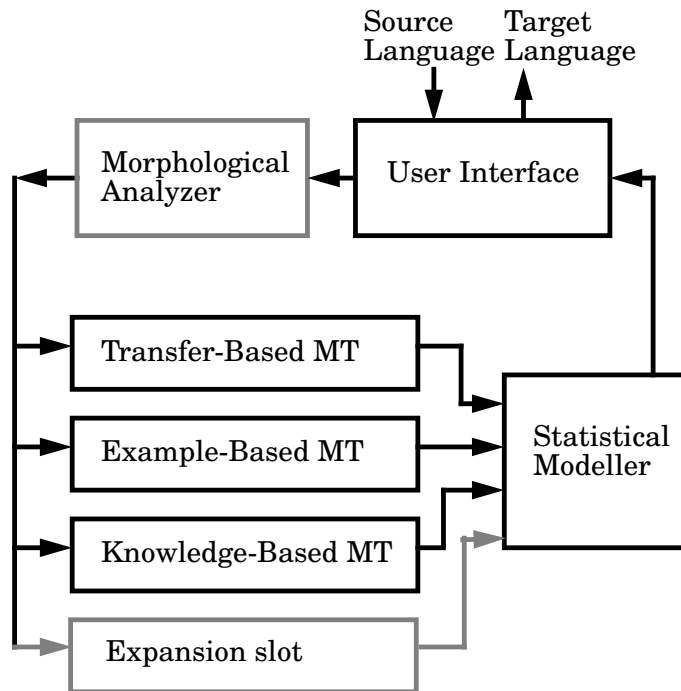 Source
Language
Target
Language
Morphological
Analyzer
User Interface
Transfer-Based MT
Example-Based MT
Knowledge-Based MT
Expansion slot
Statistical
Modeller